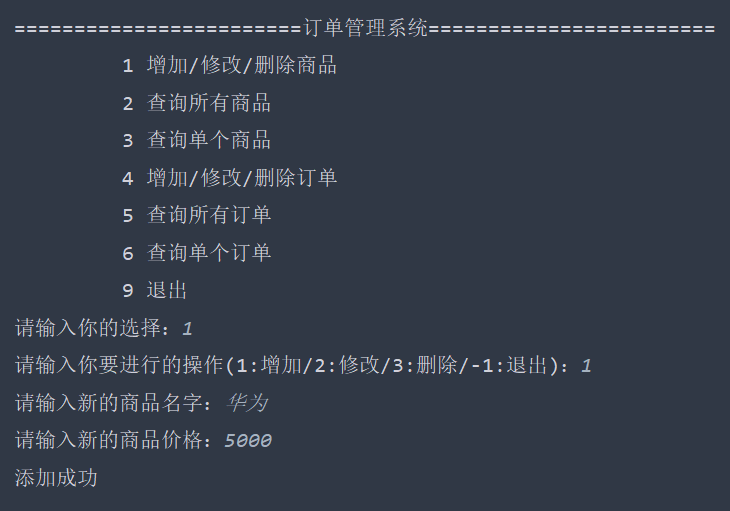 ========================订单管理系统========================
1 增加/修改/删除商品
2 查询所有商品
3 查询单个商品
4 增加/修改/删除订单
5 查询所有订单
6 查询单个订单
9 退出
请输入你的选择：1
请输入你要进行的操作(1:增加/2:修改/3:删除/-1:退出)：1
请输入新的商品名字：华为
请输入新的商品价格：5000
添加成功